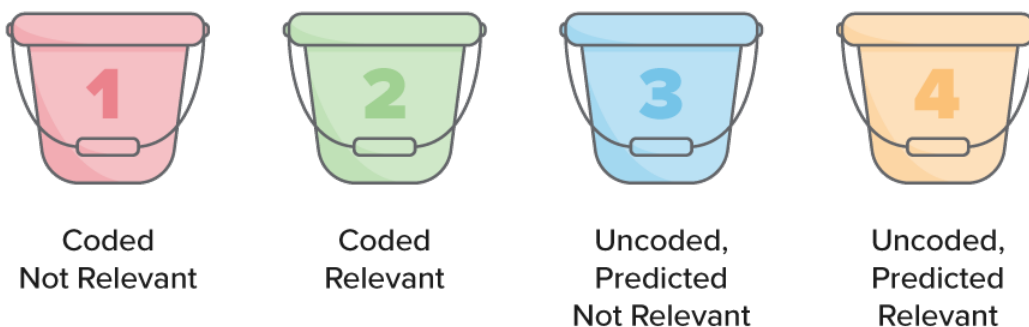 1
2
3
4
Coded
Not Relevant
Coded
Relevant
Uncoded,
Predicted
Not Relevant
Uncoded,
Predicted
Relevant